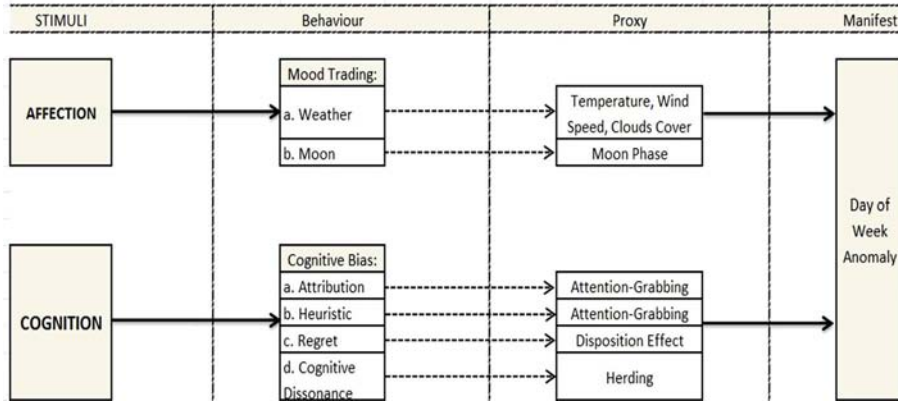 STIMULI
Behaviour
Proxy
Manifest
AFFECTION
Mood Trading:
a. Weather
b. Moon
Temperature, Wind
Speed, Clouds Cover
Moon Phase
COGNITION
Cognitive Bias:
a. Attribution
b. Heuristic
c. Regret
d. Cognitive
Dissonance
Attention-Grabbing
Attention-Grabbing
Disposition Effect
Herding
Day of
Week
Anomaly